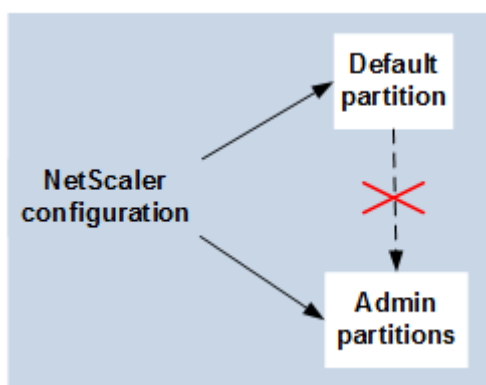 Default
partition
NetScaler
configuration
Admin
partitions